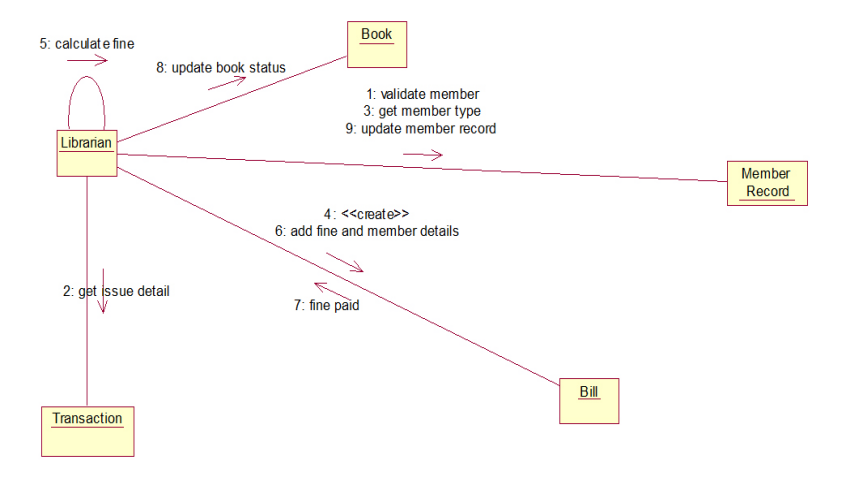 Book
5: calculate fine
8: update book status
1: validate member
3: get member type
9: update member record
Librarian
Member
Record
4: <<create>>
6: add fine and member details
2: get issue detail
7: fine paid
Bill
Transaction